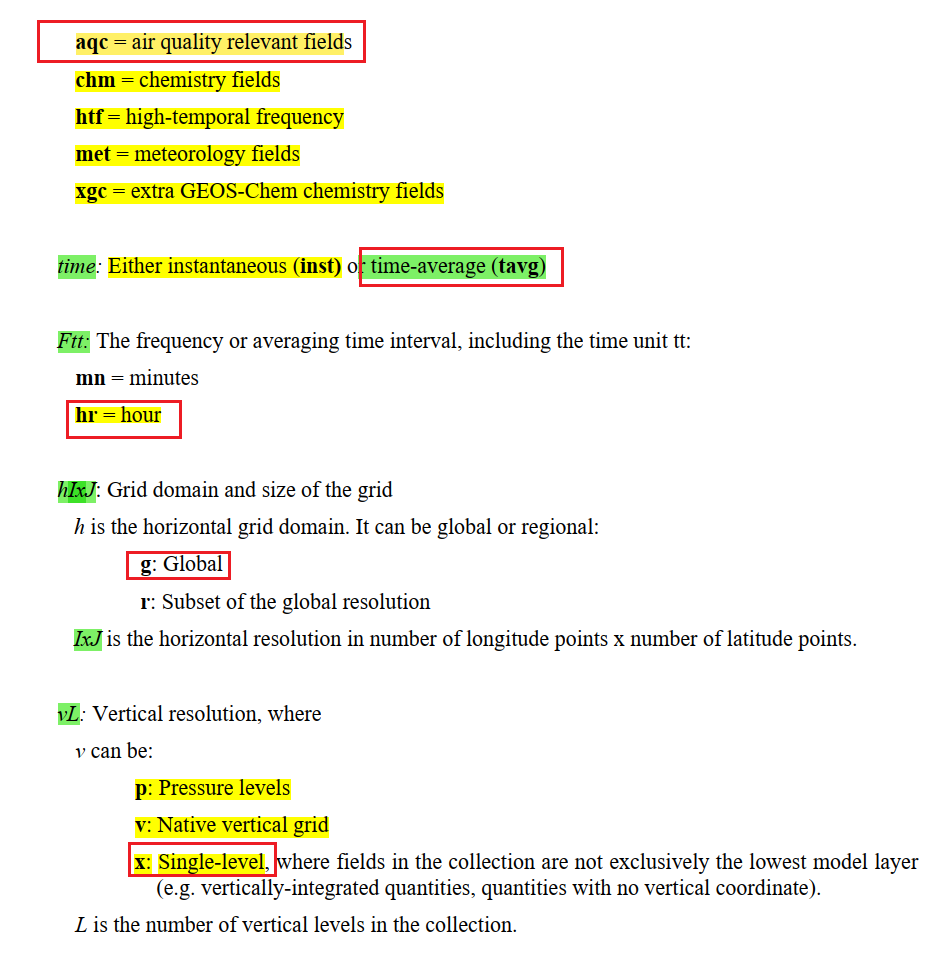 aqc = air quality relevant fields
chm = chemistry fields
htf = high-temporal frequency
met = meteorology fields
xgc = extra GEOS-Chem chemistry fields
time: Either instantaneous (inst) or time-average (tavg)
Ftt: The frequency or averaging time interval, including the time unit tt:
mn = minutes
hr = hour
hIxJ: Grid domain and size of the grid
h is the horizontal grid domain. It can be global or regional:
g: Global
r: Subset of the global resolution
IxJ is the horizontal resolution in number of longitude points x number of latitude points.
vL: Vertical resolution, where
v can be:
p: Pressure levels
v: Native vertical grid
x: Single-level, where fields in the collection are not exclusively the lowest model layer
(e.g. vertically-integrated quantities, quantities with no vertical coordinate).
L is the number of vertical levels in the collection.